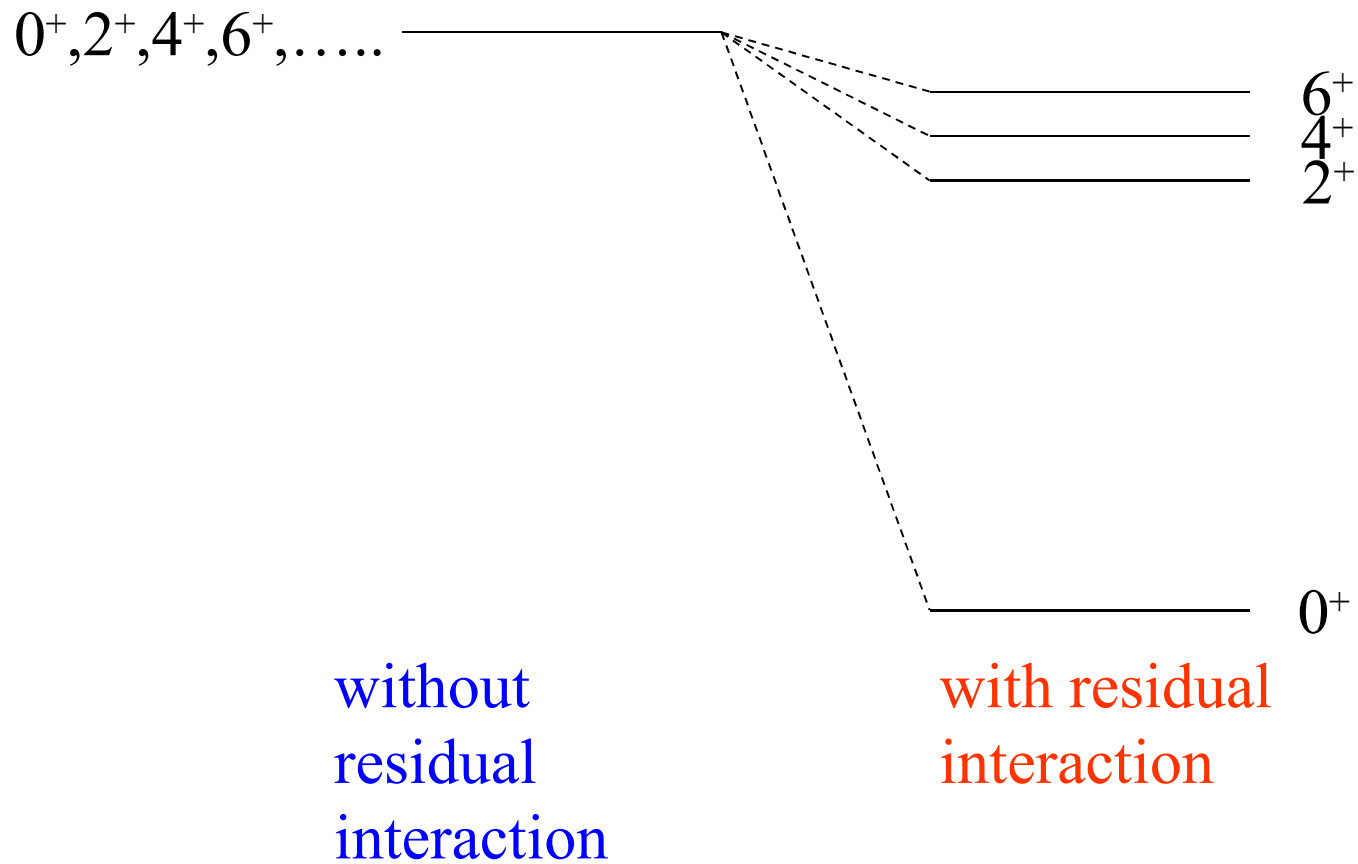 0⁺,2⁺,4⁺,6⁺,.....
6⁺
4⁺
2⁺
0⁺
without
residual
interaction
with residual
interaction